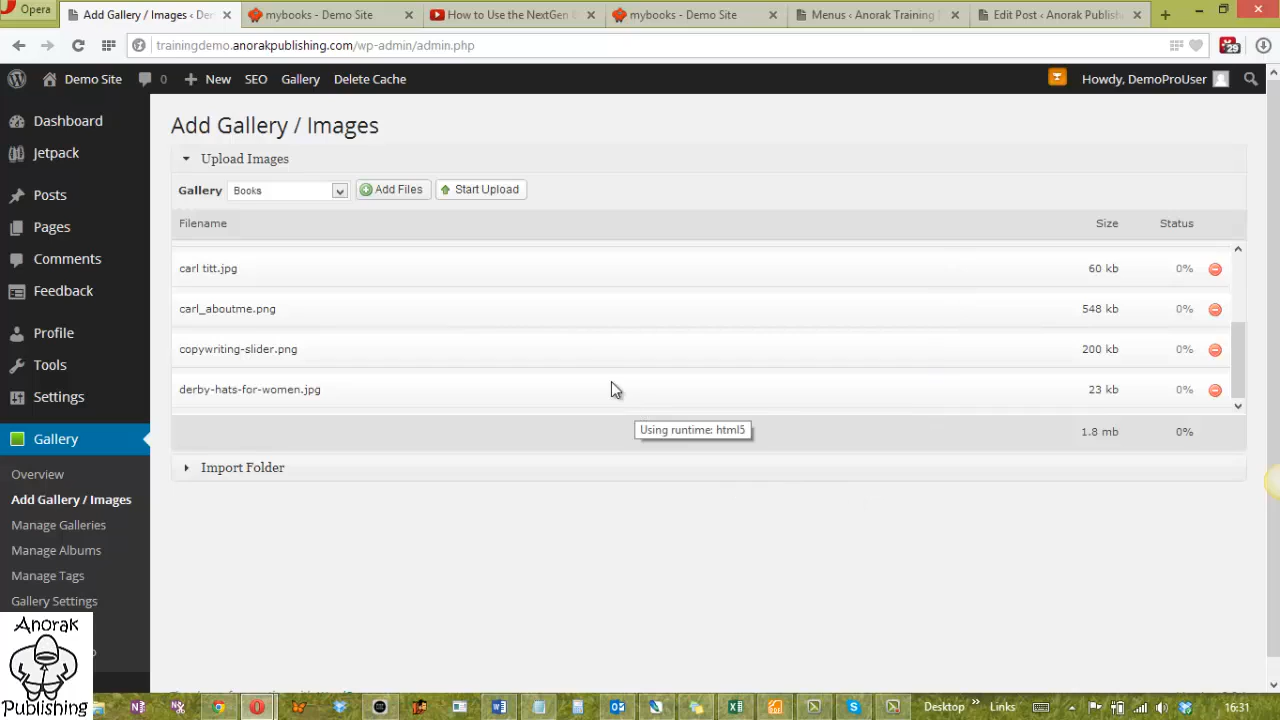 Opera
Add Gallery / Images ‹ De
mybooks - Demo Site
How to Use the NextGen
mybooks - Demo Site
Menus ‹ Anorak Training
Edit Post ‹ Anorak Publish
trainingdemo.anorakpublishing.com/wp-admin/admin.php
29
Demo Site
0
New
SEO
Gallery
Delete Cache
Howdy, DemoProUser
Dashboard
Jetpack
Posts
Pages
Comments
Feedback
Profile
Tools
Settings
Gallery
Overview
Add Gallery / Images
Manage Galleries
Manage Albums
Manage Tags
Gallery Settings
Add Gallery / Images
Upload Images
Gallery
Books
Add Files
Start Upload
Filename Size Status
carl titt.jpg 60 kb 0%
carl_aboutme.png 548 kb 0%
copywriting-slider.png 200 kb 0%
derby-hats-for-women.jpg 23 kb 0%
Using runtime: html5
1.8 mb 0%
Import Folder
Anorak
Publishing
Desktop
Links
16:31